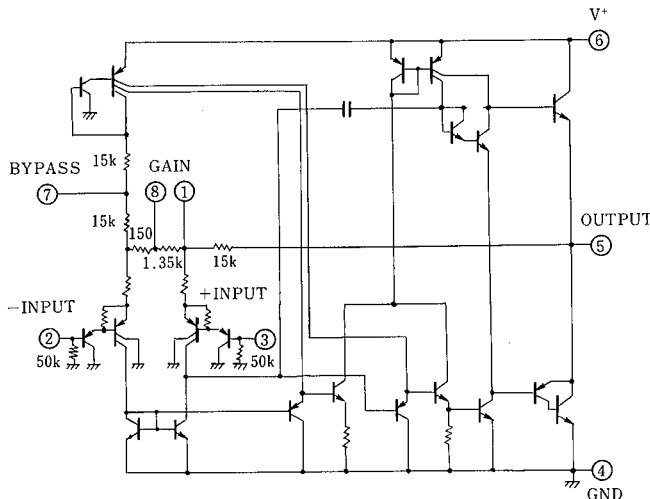 V⁺
⑥
15k
BYPASS
⑦
GAIN
⑧
①
15k
150
1.35k
15k
OUTPUT
⑤
−INPUT
②
50k
+INPUT
③
50k
④
GND